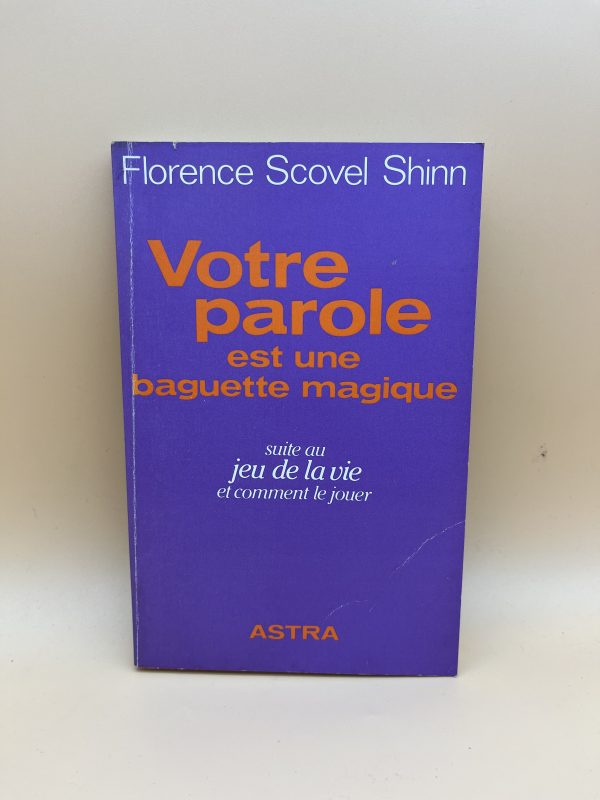 Florence Scovel Shinn
Votre
parole
est une
baguette magique
suite au
jeu de la vie
et comment le jouer
ASTRA